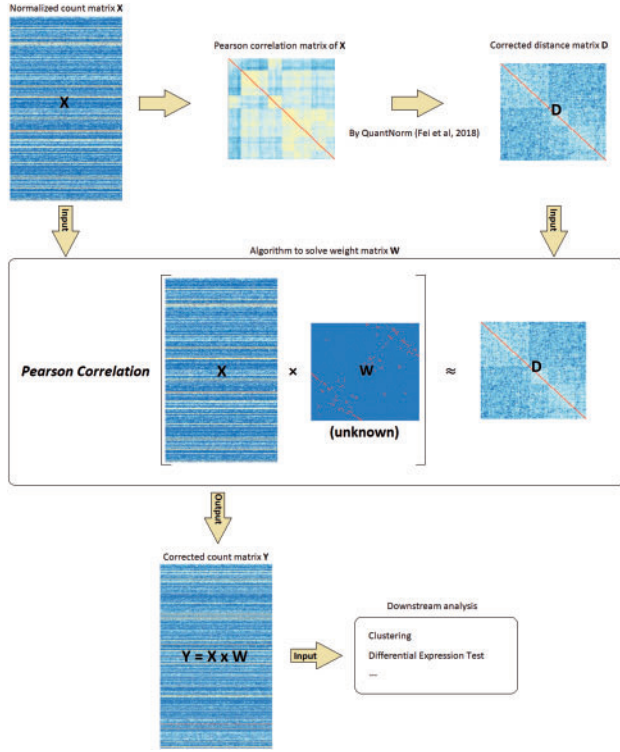 Normalized count matrix X
Pearson correlation matrix of X
Corrected distance matrix D
X
D
By QuantNorm (Fei et al, 2018)
Input
Input
Algorithm to solve weight matrix W
Pearson Correlation
X
×
W
(unknown)
≈
D
Output
Corrected count matrix Y
Y = X x W
Input
Downstream analysis
Clustering
Differential Expression Test
...